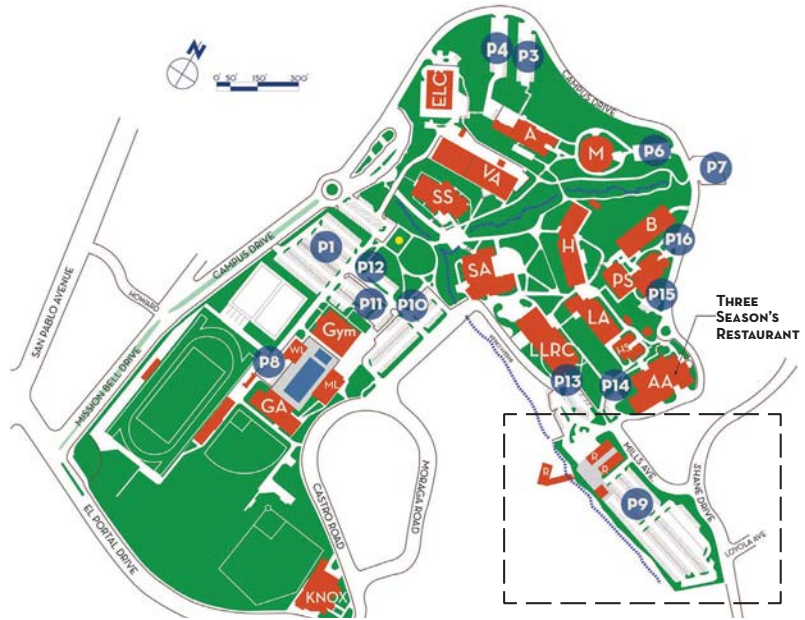 N
0' 50' 150' 300'
P4
P3
CAMPUS DRIVE
ELC
A
M
P6
P7
VA
SS
B
P16
P1
H
CAMPUS DRIVE
P12
SA
PS
P15
SAN PABLO AVENUE
HOWARD
P11
P10
THREE
SEASON'S
RESTAURANT
Gym
LA
LLRC
HS
WL
P8
ML
AA
P13
P14
MISSION BELL DRIVE
GA
MILLS AVE.
R
R
R
SHANE DRIVE
P9
MORAGA ROAD
CASTRO ROAD
LOYOLA AVE
EL PORTAL DRIVE
KNOX